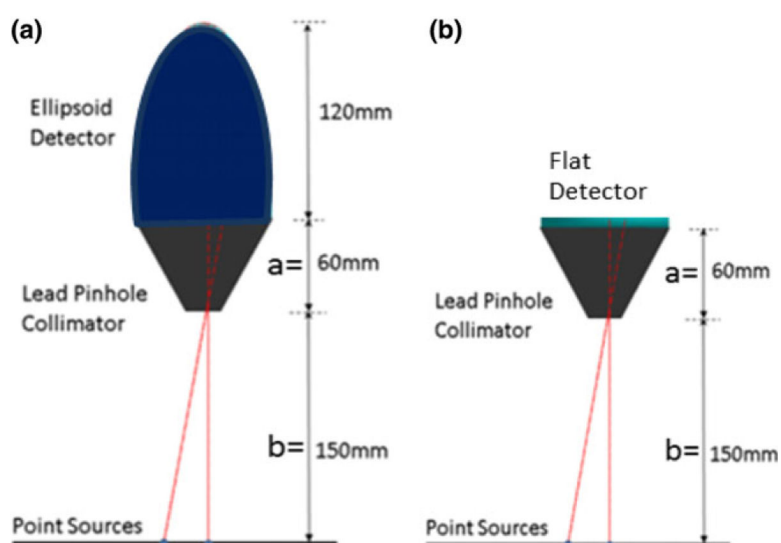 (a)
Ellipsoid
Detector
120mm
a= 60mm
Lead Pinhole
Collimator
b= 150mm
Point Sources
(b)
Flat
Detector
a= 60mm
Lead Pinhole
Collimator
b= 150mm
Point Sources